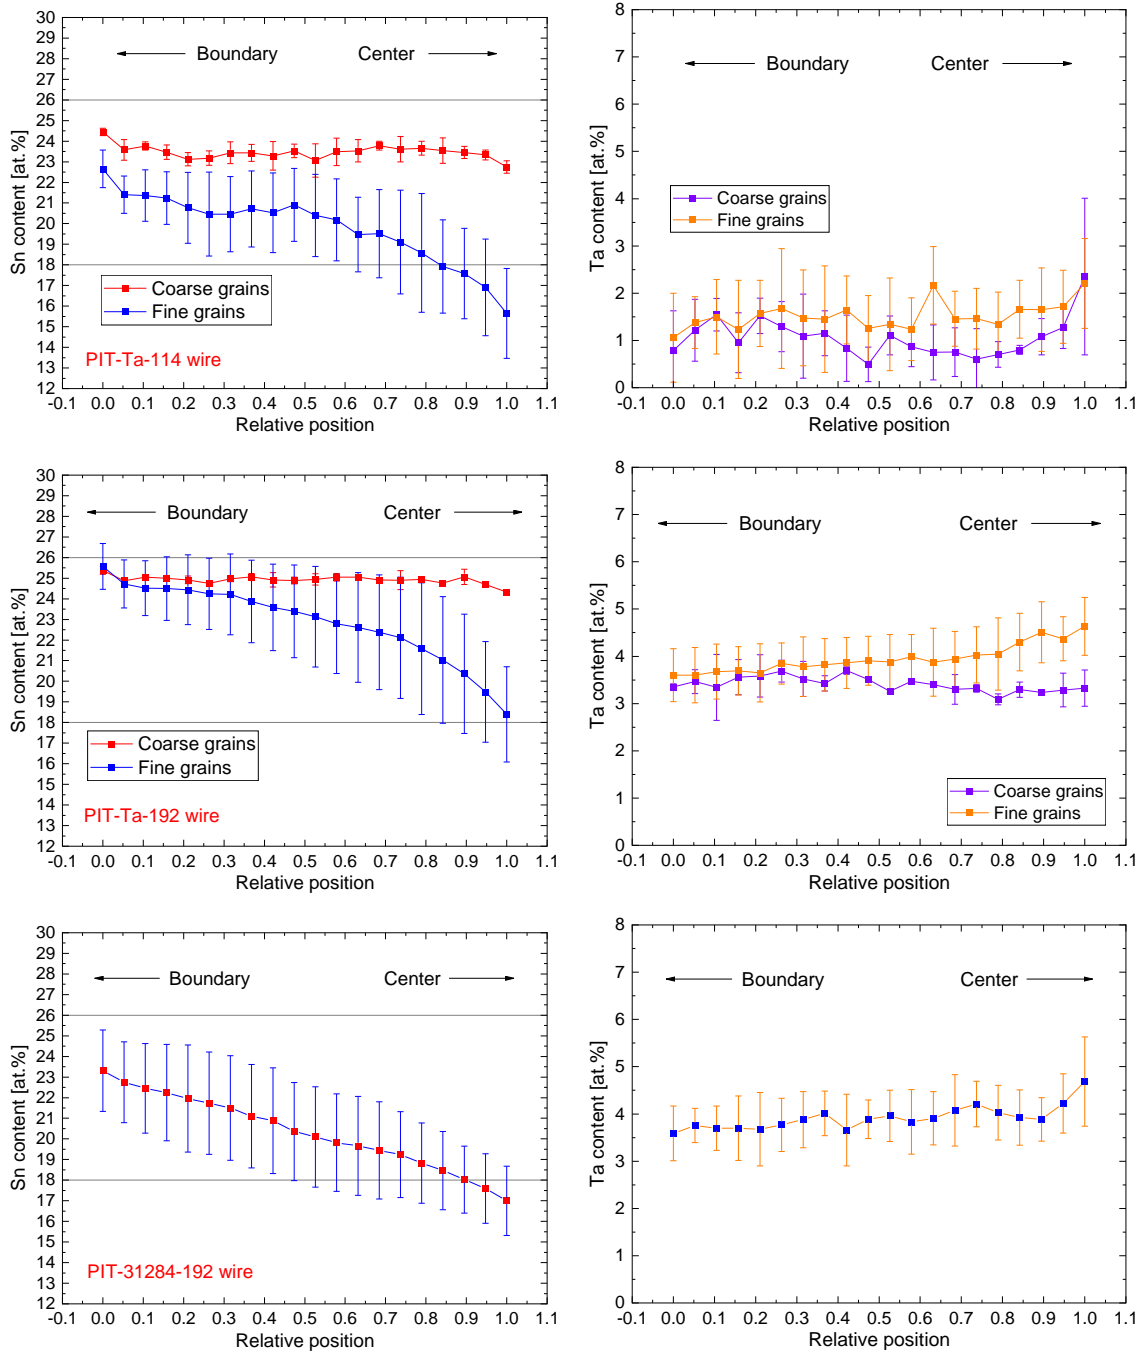 30
29
28
27
26
25
24
23
22
21
20
19
18
17
16
15
14
13
12
Sn content [at.%]
Boundary
Center
Coarse grains
Fine grains
PIT-Ta-114 wire
-0.1 0.0 0.1 0.2 0.3 0.4 0.5 0.6 0.7 0.8 0.9 1.0 1.1
Relative position
8
7
6
5
4
3
2
1
0
Ta content [at.%]
Boundary
Center
Coarse grains
Fine grains
-0.1 0.0 0.1 0.2 0.3 0.4 0.5 0.6 0.7 0.8 0.9 1.0 1.1
Relative position
30
29
28
27
26
25
24
23
22
21
20
19
18
17
16
15
14
13
12
Sn content [at.%]
Boundary
Center
Coarse grains
Fine grains
PIT-Ta-192 wire
-0.1 0.0 0.1 0.2 0.3 0.4 0.5 0.6 0.7 0.8 0.9 1.0 1.1
Relative position
8
7
6
5
4
3
2
1
0
Ta content [at.%]
Boundary
Center
Coarse grains
Fine grains
-0.1 0.0 0.1 0.2 0.3 0.4 0.5 0.6 0.7 0.8 0.9 1.0 1.1
Relative position
30
29
28
27
26
25
24
23
22
21
20
19
18
17
16
15
14
13
12
Sn content [at.%]
Boundary
Center
PIT-31284-192 wire
-0.1 0.0 0.1 0.2 0.3 0.4 0.5 0.6 0.7 0.8 0.9 1.0 1.1
Relative position
8
7
6
5
4
3
2
1
0
Ta content [at.%]
Boundary
Center
-0.1 0.0 0.1 0.2 0.3 0.4 0.5 0.6 0.7 0.8 0.9 1.0 1.1
Relative position